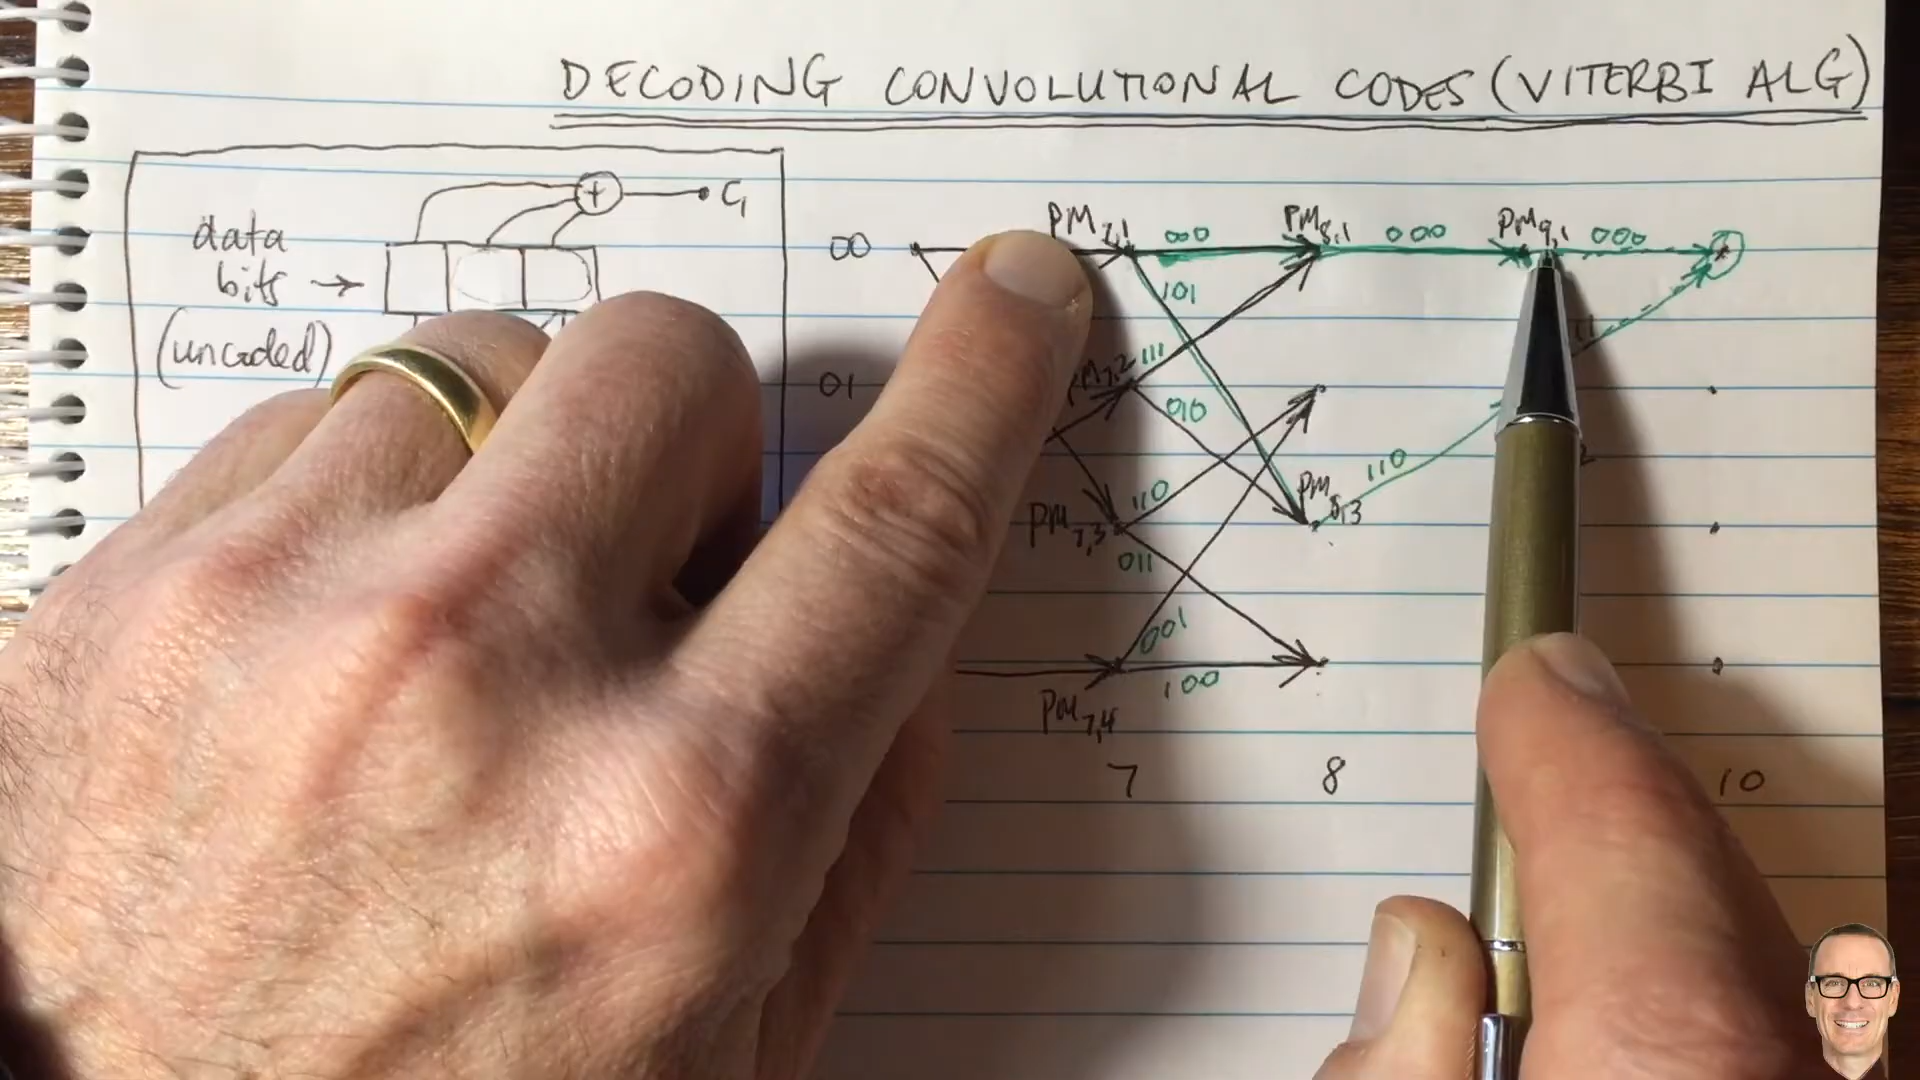 DECODING CONVOLUTIONAL CODES (VITERBI ALG)
data
bits →
(uncoded)
+
C1
00
PM7,1
000
PM8,1
000
PM9,1
000
101
01
111
010
11
PM7,3
110
011
PM8,3
110
2
001
100
PM7,4
7
8
10